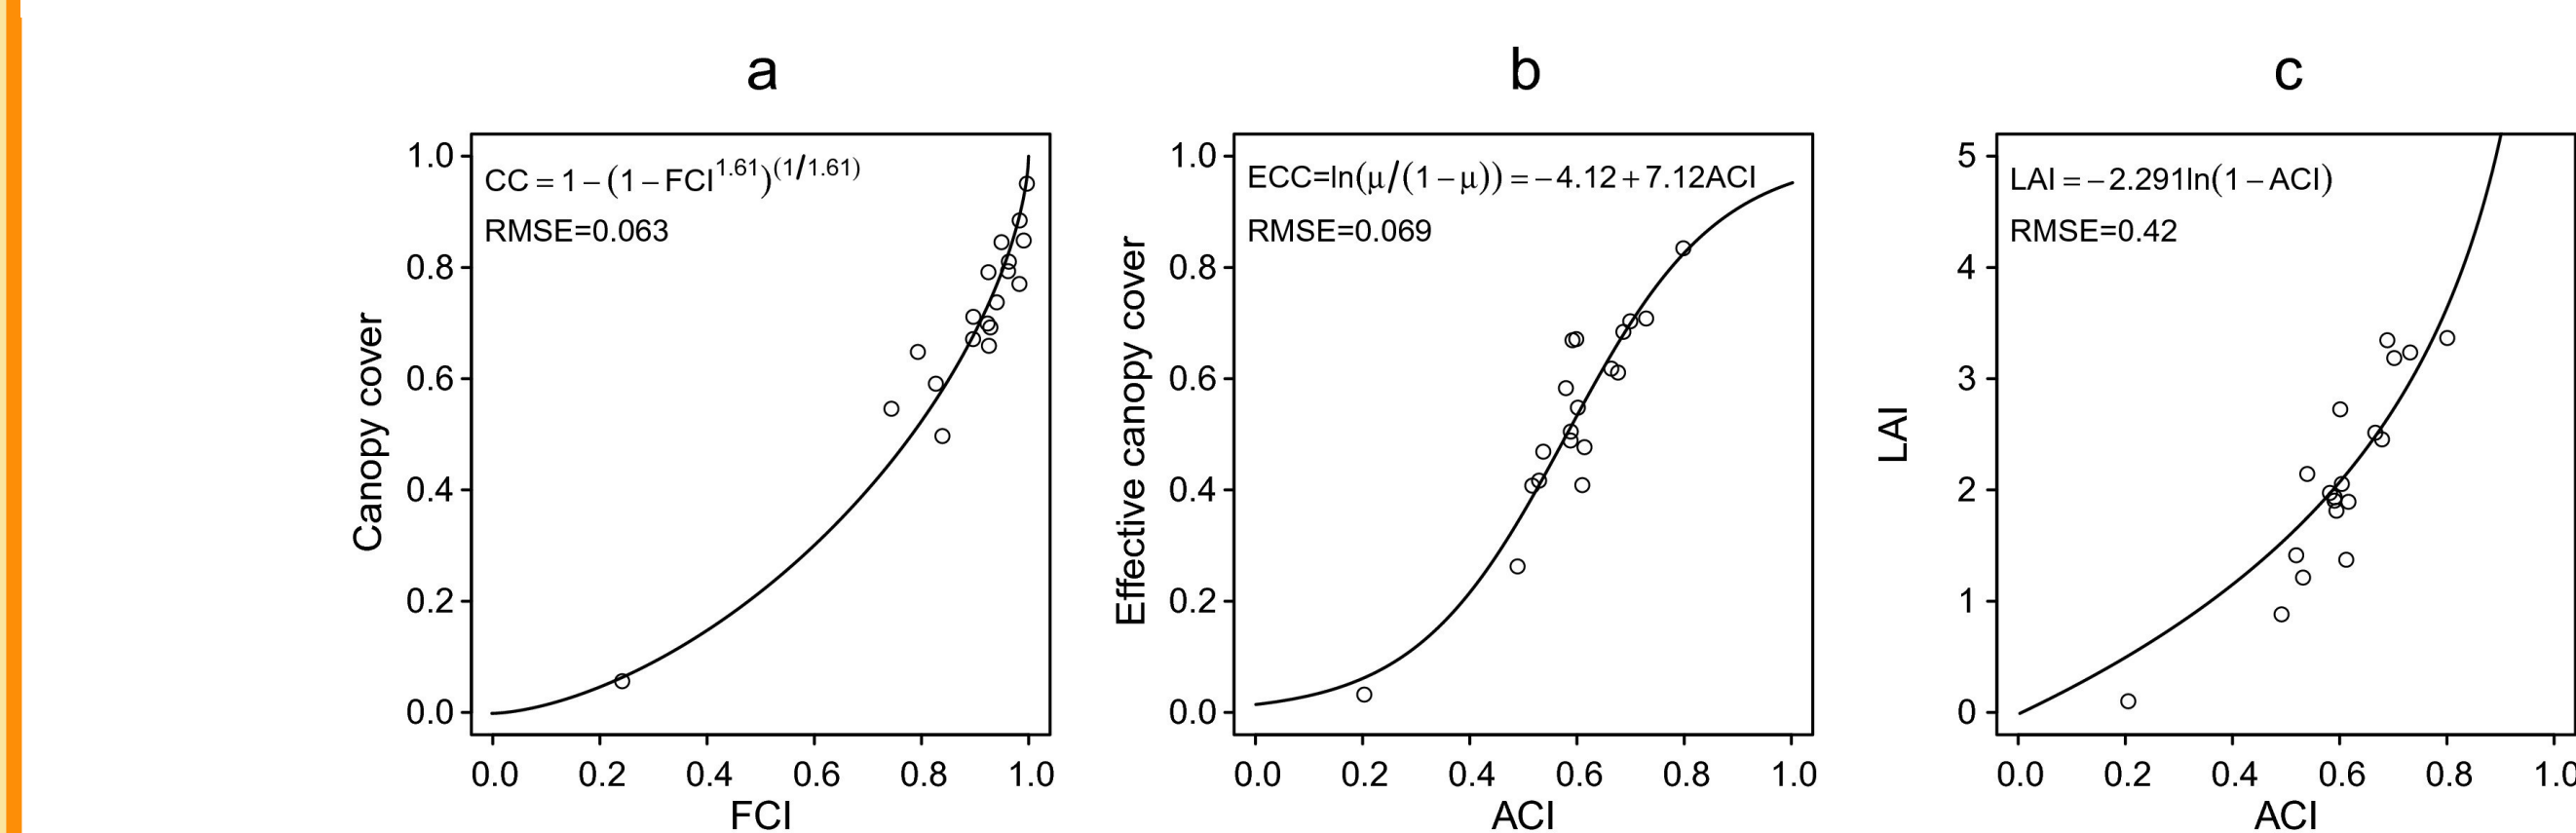 a
CC = 1 − (1 − FCI^1.61)^(1/1.61)
RMSE=0.063
1.0
0.8
0.6
0.4
0.2
0.0
Canopy cover
0.0 0.2 0.4 0.6 0.8 1.0
FCI
b
ECC=ln(μ/(1 − μ)) = −4.12 + 7.12ACI
RMSE=0.069
1.0
0.8
0.6
0.4
0.2
0.0
Effective canopy cover
0.0 0.2 0.4 0.6 0.8 1.0
ACI
c
LAI = −2.291ln(1 − ACI)
RMSE=0.42
5
4
3
2
1
0
LAI
0.0 0.2 0.4 0.6 0.8 1.0
ACI